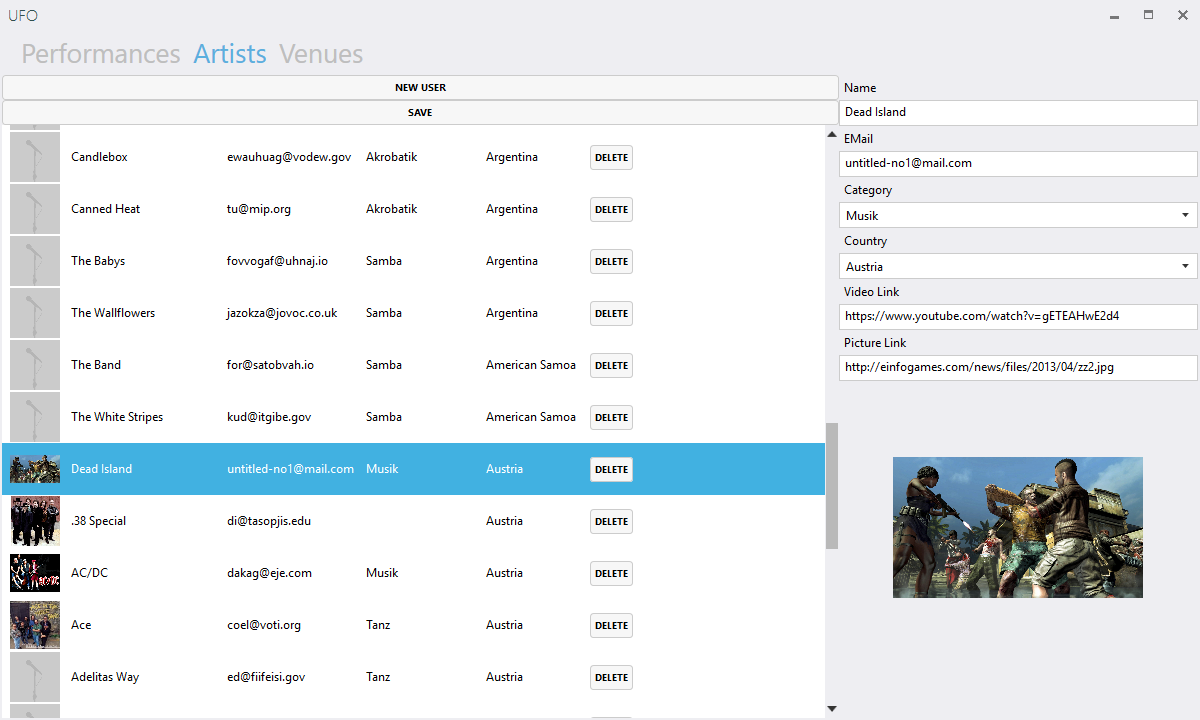 UFO
Performances Artists Venues
NEW USER
SAVE
Candlebox ewauhuag@vodew.gov Akrobatik Argentina DELETE
Canned Heat tu@mip.org Akrobatik Argentina DELETE
The Babys fovvogaf@uhnaj.io Samba Argentina DELETE
The Wallflowers jazokza@jovoc.co.uk Samba Argentina DELETE
The Band for@satobvah.io Samba American Samoa DELETE
The White Stripes kud@itgibe.gov Samba American Samoa DELETE
Dead Island untitled-no1@mail.com Musik Austria DELETE
.38 Special di@tasopjis.edu Austria DELETE
AC/DC dakag@eje.com Musik Austria DELETE
Ace coel@voti.org Tanz Austria DELETE
Adelitas Way ed@fiifeisi.gov Tanz Austria DELETE
Name
Dead Island
EMail
untitled-no1@mail.com
Category
Musik
Country
Austria
Video Link
https://www.youtube.com/watch?v=gETEAHwE2d4
Picture Link
http://einfogames.com/news/files/2013/04/zz2.jpg